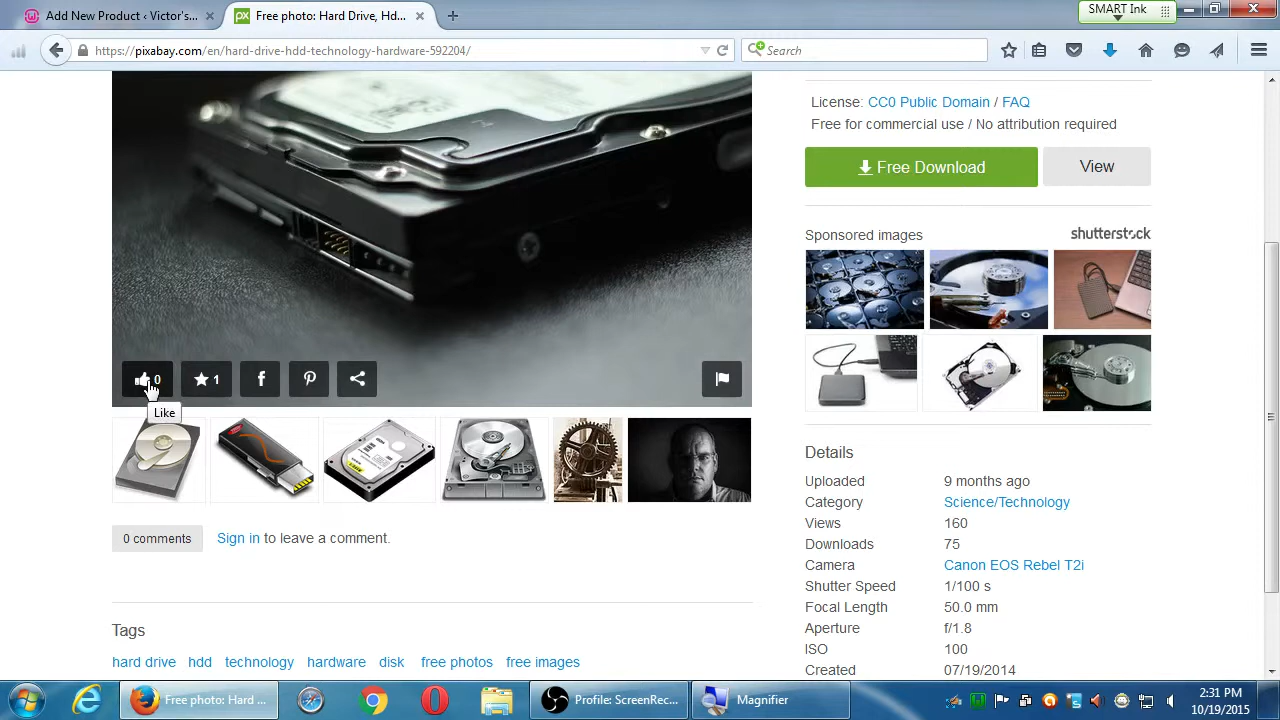 Add New Product ‹ Victor's...
Free photo: Hard Drive, Hd...
SMART Ink
https://pixabay.com/en/hard-drive-hdd-technology-hardware-592204/
Search
License: CC0 Public Domain / FAQ
Free for commercial use / No attribution required
Free Download
View
Sponsored images
shutterstock
0
1
Like
0 comments
Sign in to leave a comment.
Tags
hard drive hdd technology hardware disk free photos free images
Details
Uploaded 9 months ago
Category Science/Technology
Views 160
Downloads 75
Camera Canon EOS Rebel T2i
Shutter Speed 1/100 s
Focal Length 50.0 mm
Aperture f/1.8
ISO 100
Created 07/19/2014
Free photo: Hard ...
Profile: ScreenRec...
Magnifier
2:31 PM
10/19/2015